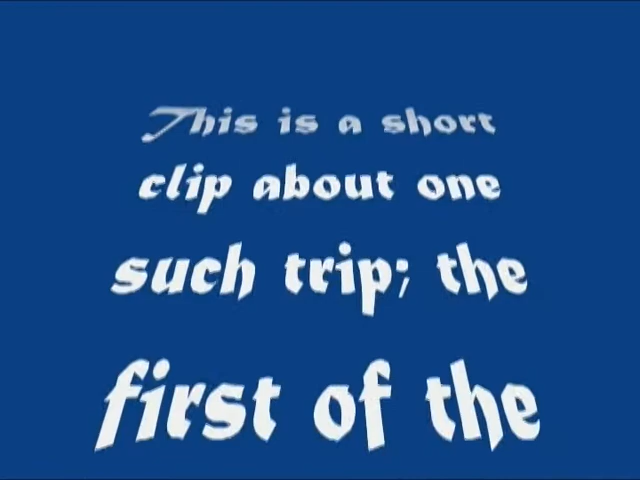 This is a short
clip about one
such trip; the
first of the